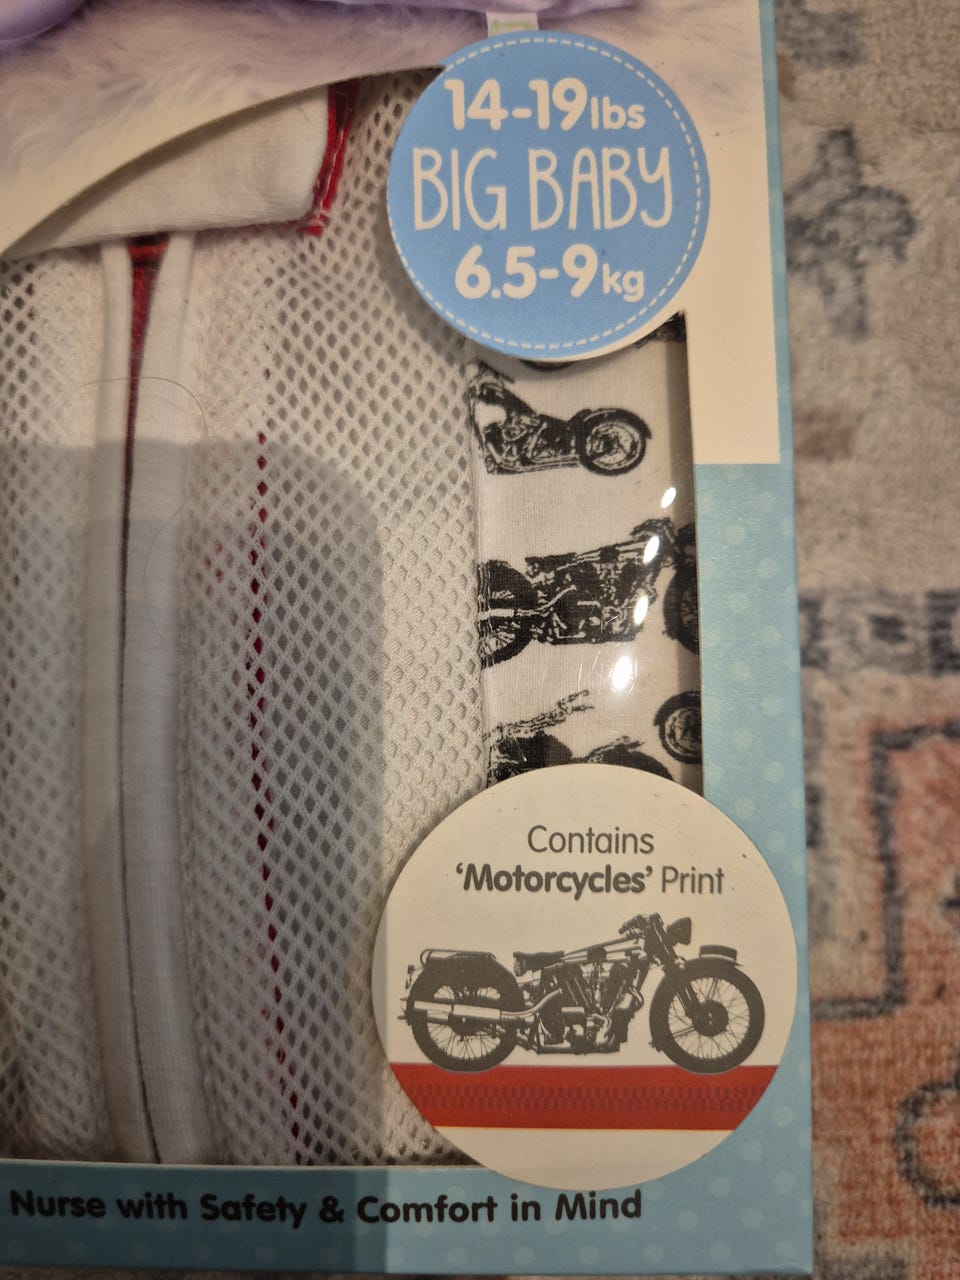 14-19lbs
BIG BABY
6.5-9kg
Contains
‘Motorcycles’ Print
Nurse with Safety & Comfort in Mind